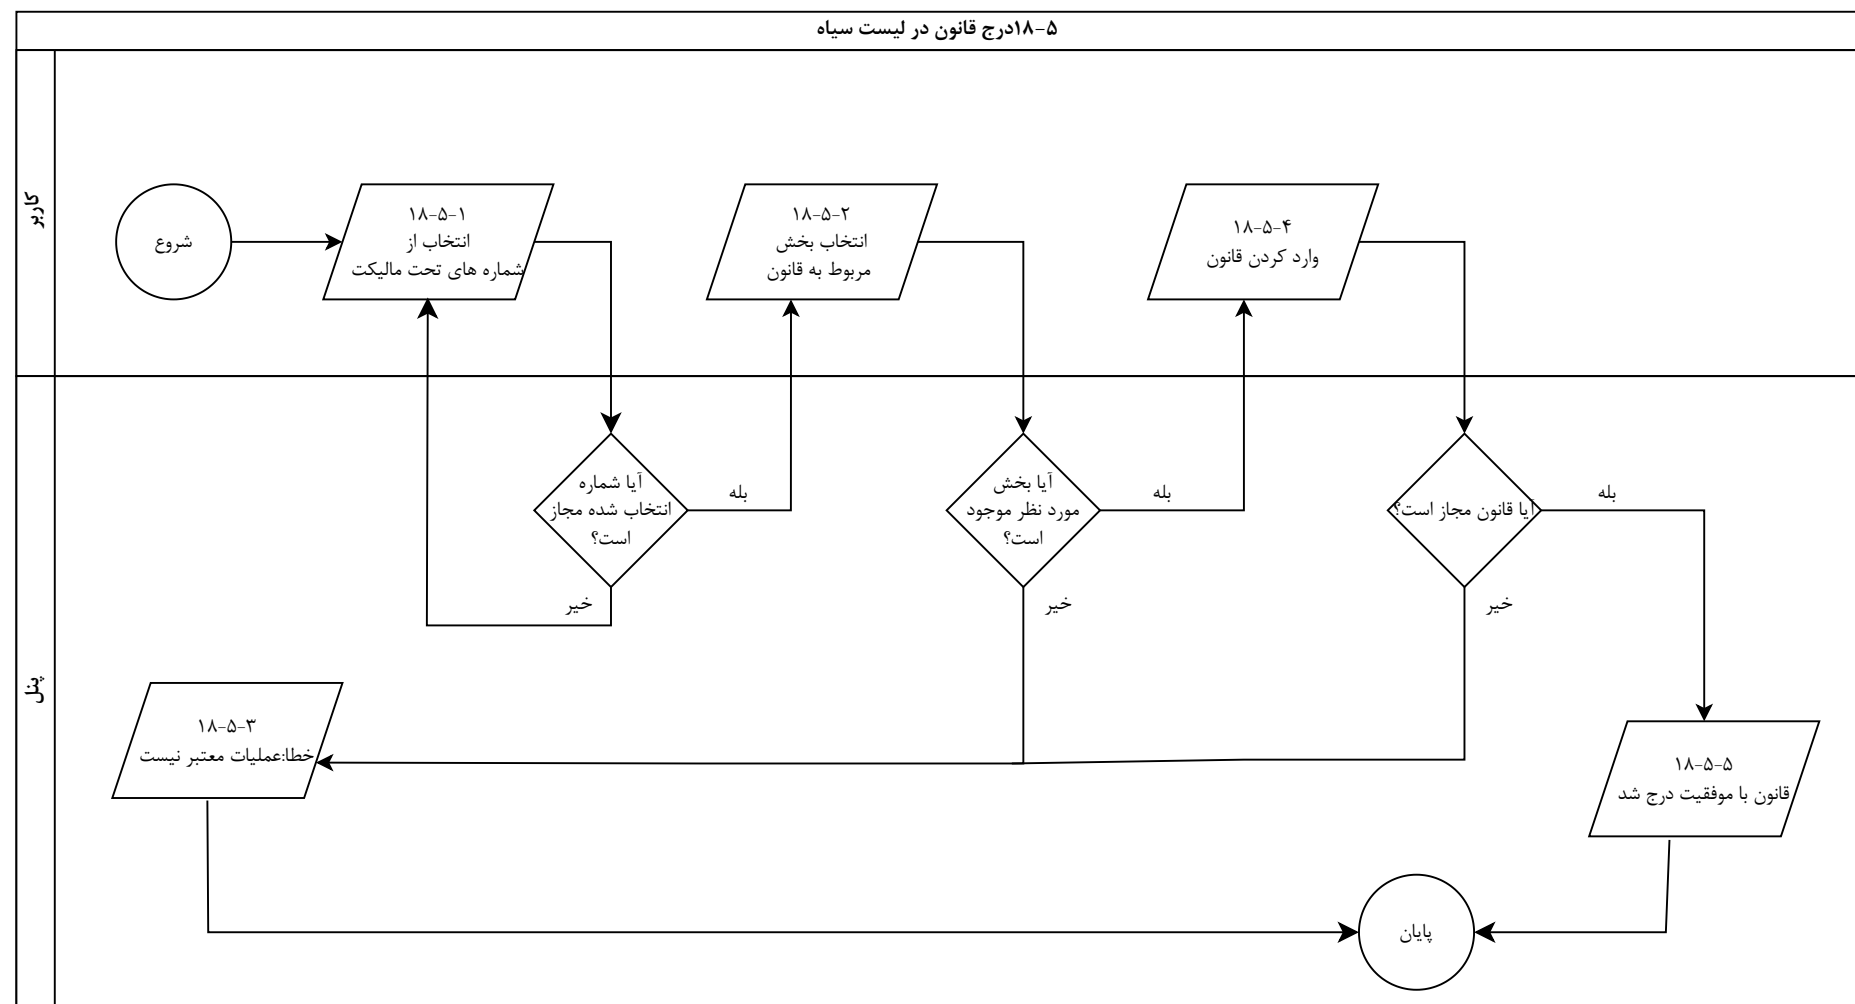 ۱۸-۵درج قانون در لیست سیاه
کاربر
شروع
۱۸-۵-۱
انتخاب از
شماره های تحت مالیکت
۱۸-۵-۲
انتخاب بخش
مربوط به قانون
۱۸-۵-۴
وارد کردن قانون
پنل
آیا شماره
انتخاب شده مجاز
است؟
بله
خیر
آیا بخش
مورد نظر موجود
است؟
بله
خیر
آیا قانون مجاز است؟
بله
خیر
۱۸-۵-۳
خطا:عملیات معتبر نیست
۱۸-۵-۵
قانون با موفقیت درج شد
پایان